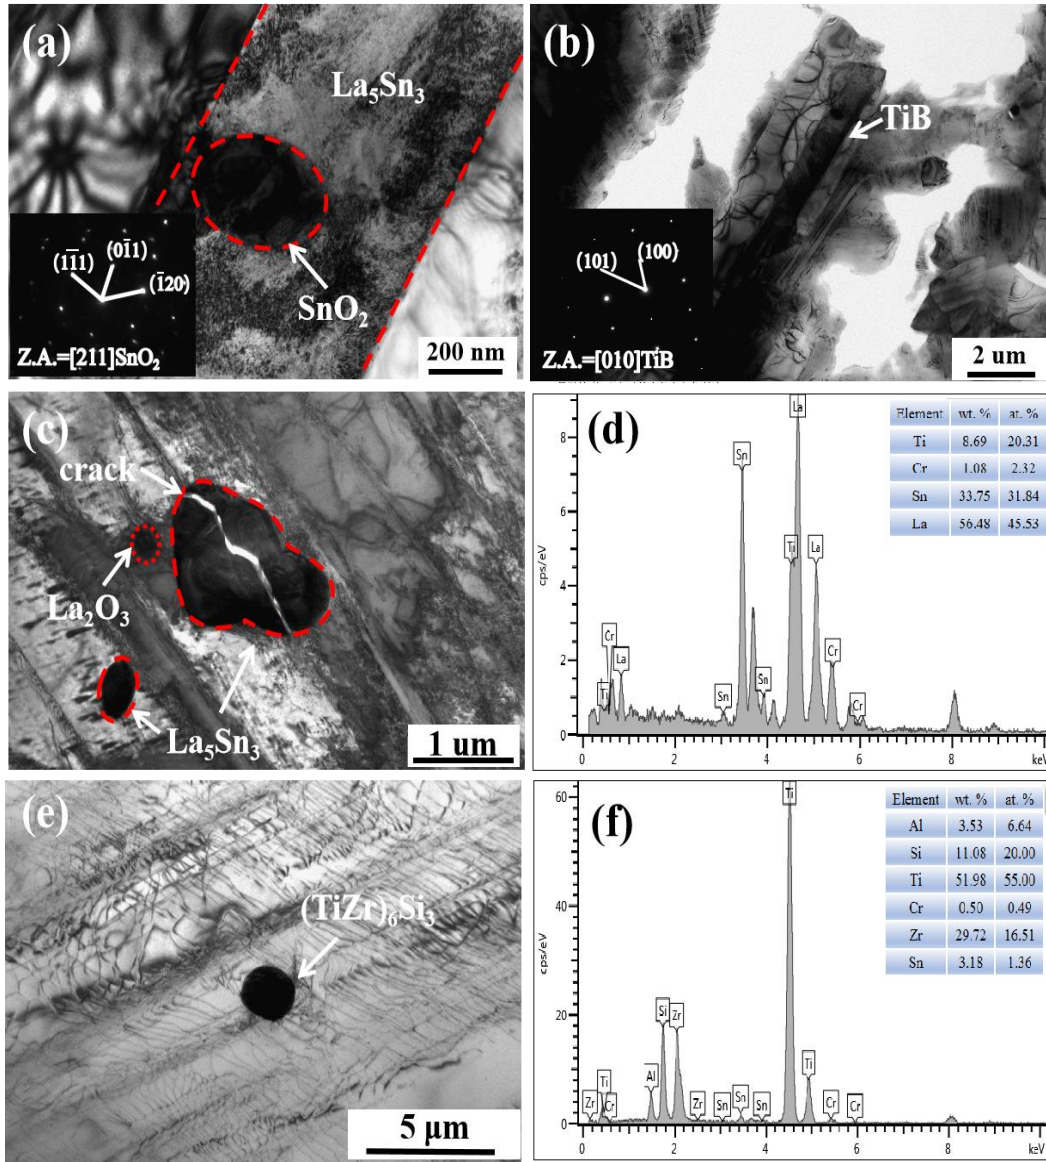 (a)
La₅Sn₃
SnO₂
(1̅1̅1)
(01̅1)
(1̅20)
Z.A.=[211]SnO₂
200 nm
(b)
TiB
(101)
(100)
Z.A.=[010]TiB
2 um
(c)
crack
La₂O₃
La₅Sn₃
1 um
(d)
Element wt. % at. %
Ti 8.69 20.31
Cr 1.08 2.32
Sn 33.75 31.84
La 56.48 45.53
cps/eV
8
6
4
2
0
La
Sn
Ti
La
Cr
Cr
La
Ti
Sn
Sn
Cr
0 2 4 6 8 keV
(e)
(TiZr)₆Si₃
5 μm
(f)
Element wt. % at. %
Al 3.53 6.64
Si 11.08 20.00
Ti 51.98 55.00
Cr 0.50 0.49
Zr 29.72 16.51
Sn 3.18 1.36
cps/eV
60
40
20
0
Ti
Si
Zr
Ti
Al
Ti
Zr
Cr
Zr
Sn
Sn
Sn
Cr
Cr
0 2 4 6 8 keV